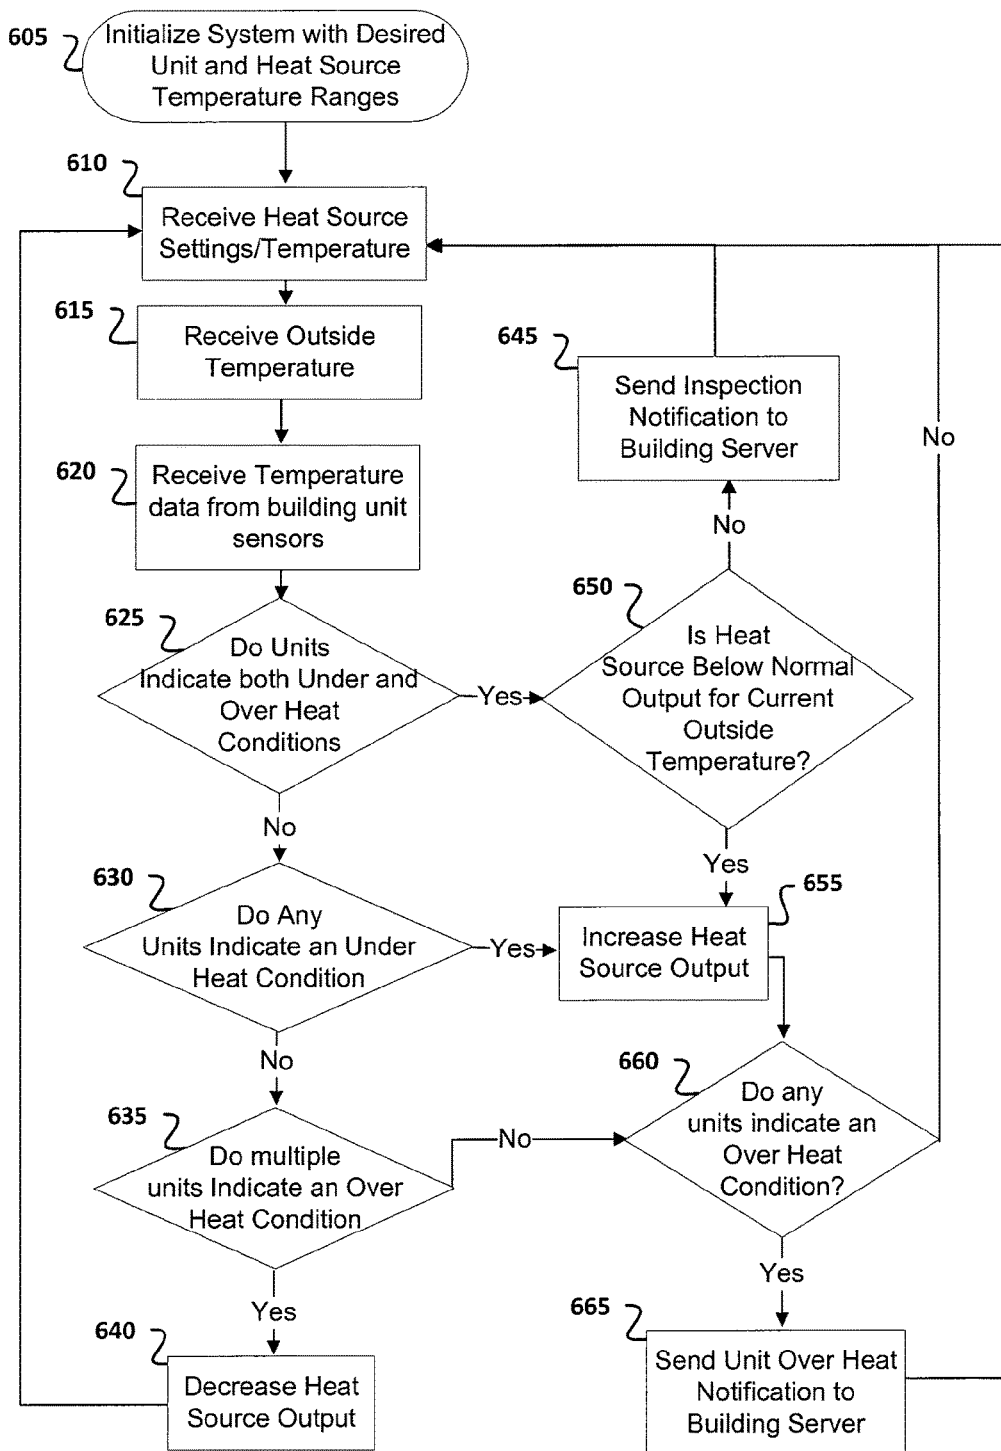 605
Initialize System with Desired
Unit and Heat Source
Temperature Ranges
610
Receive Heat Source
Settings/Temperature
615
Receive Outside
Temperature
645
Send Inspection
Notification to
Building Server
No
620
Receive Temperature
data from building unit
sensors
No
625
Do Units
Indicate both Under and
Over Heat
Conditions
Yes
650
Is Heat
Source Below Normal
Output for Current
Outside
Temperature?
No
Yes
630
Do Any
Units Indicate an Under
Heat Condition
Yes
655
Increase Heat
Source Output
No
660
Do any
units indicate an
Over Heat
Condition?
635
Do multiple
units Indicate an Over
Heat Condition
No
Yes
Yes
640
Decrease Heat
Source Output
665
Send Unit Over Heat
Notification to
Building Server